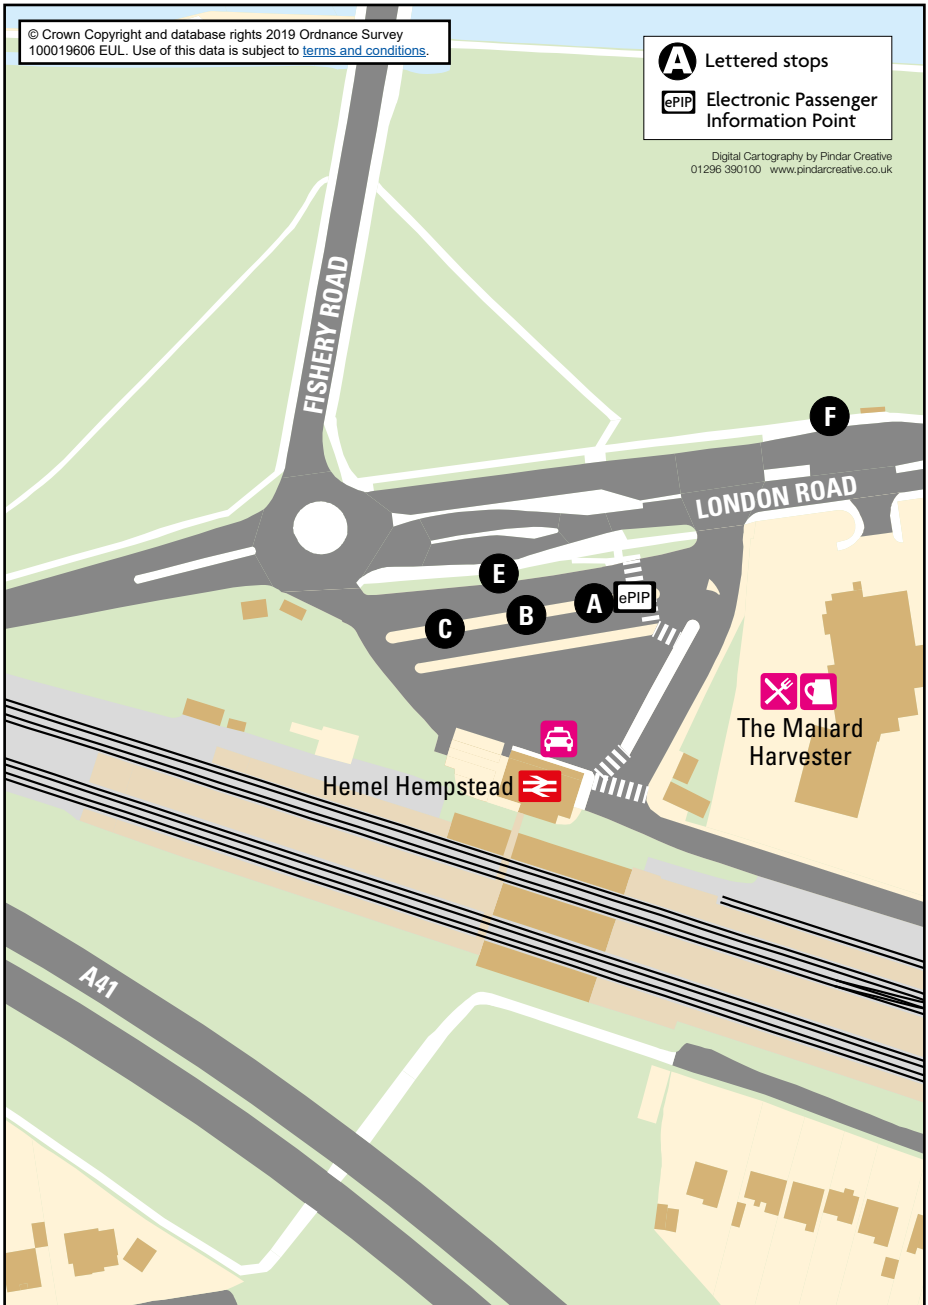 © Crown Copyright and database rights 2019 Ordnance Survey
100019606 EUL. Use of this data is subject to terms and conditions.
A Lettered stops
ePIP Electronic Passenger
Information Point
Digital Cartography by Pindar Creative
01296 390100 www.pindarcreative.co.uk
FISHERY ROAD
F
LONDON ROAD
E
A
ePIP
B
C
The Mallard
Harvester
Hemel Hempstead
A41